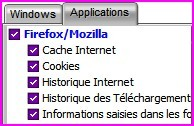 Windows Applications
Firefox/Mozilla
Cache Internet
Cookies
Historique Internet
Historique des Téléchargement
Informations saisies dans les fo